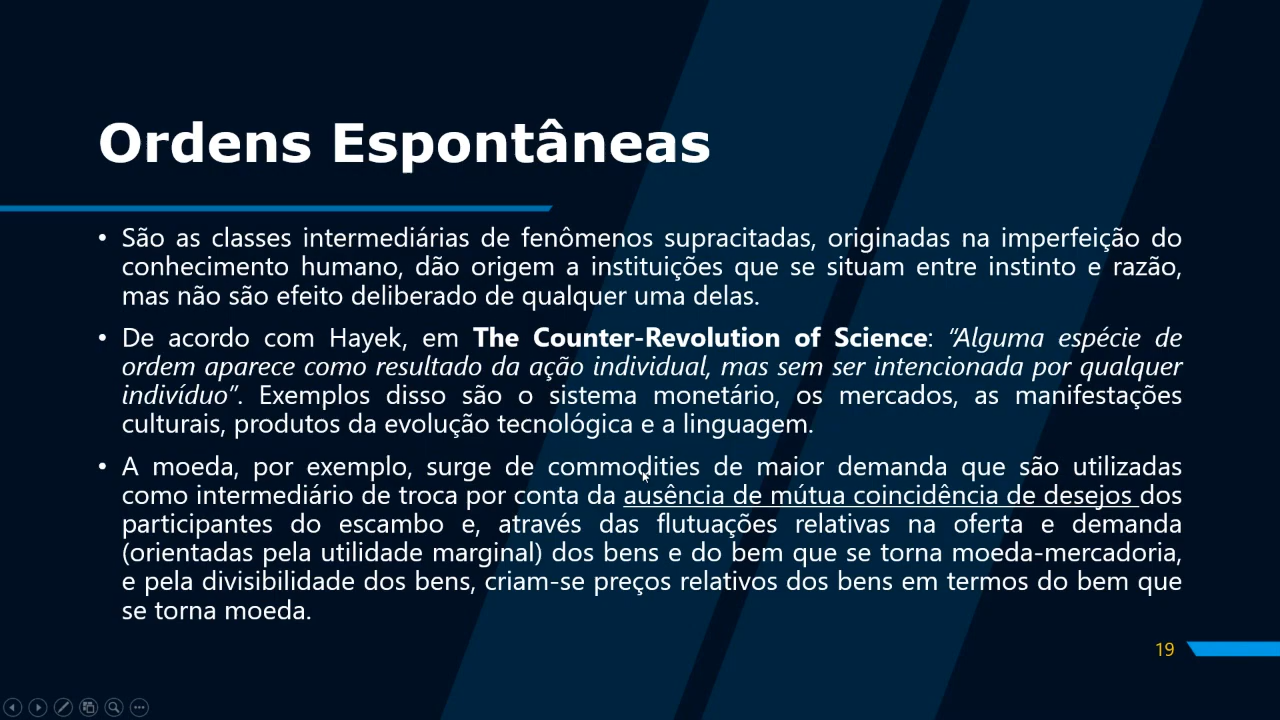 Ordens Espontâneas
• São as classes intermediárias de fenômenos supracitadas, originadas na imperfeição do
conhecimento humano, dão origem a instituições que se situam entre instinto e razão,
mas não são efeito deliberado de qualquer uma delas.
• De acordo com Hayek, em The Counter-Revolution of Science: “Alguma espécie de
ordem aparece como resultado da ação individual, mas sem ser intencionada por qualquer
indivíduo”. Exemplos disso são o sistema monetário, os mercados, as manifestações
culturais, produtos da evolução tecnológica e a linguagem.
• A moeda, por exemplo, surge de commodities de maior demanda que são utilizadas
como intermediário de troca por conta da ausência de mútua coincidência de desejos dos
participantes do escambo e, através das flutuações relativas na oferta e demanda
(orientadas pela utilidade marginal) dos bens e do bem que se torna moeda-mercadoria,
e pela divisibilidade dos bens, criam-se preços relativos dos bens em termos do bem que
se torna moeda.
19